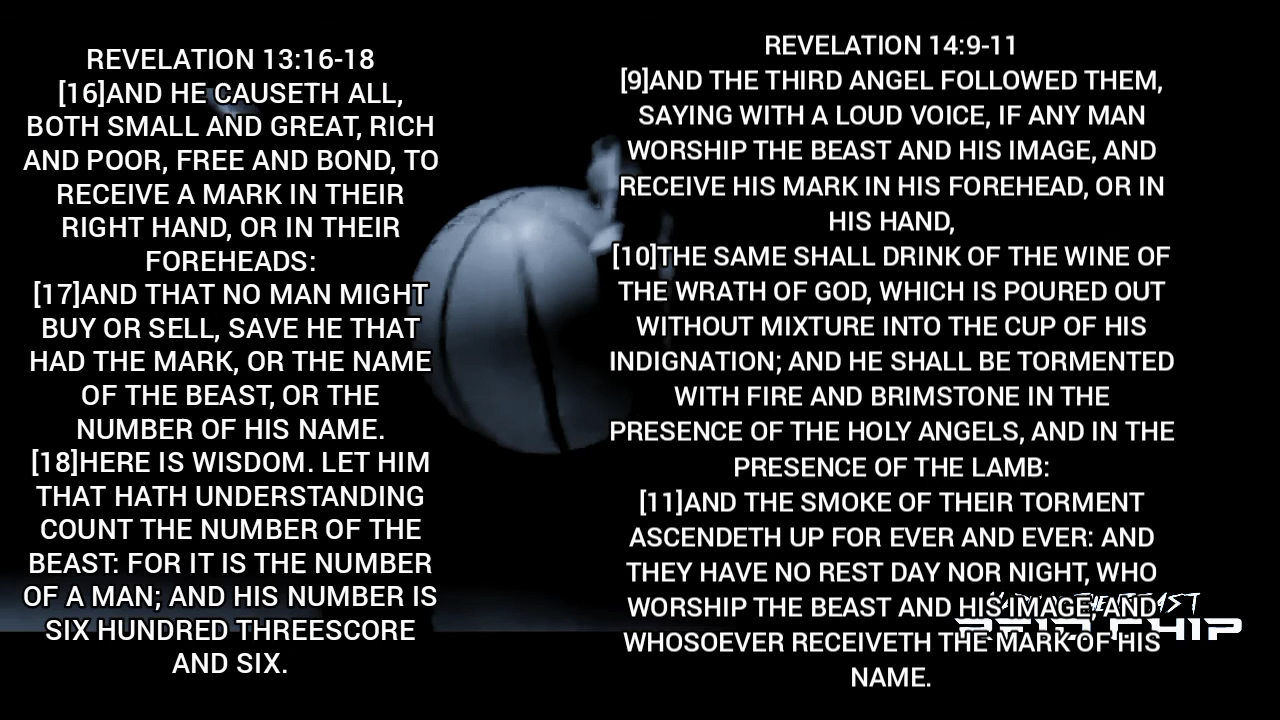 REVELATION 13:16-18
[16]AND HE CAUSETH ALL,
BOTH SMALL AND GREAT, RICH
AND POOR, FREE AND BOND, TO
RECEIVE A MARK IN THEIR
RIGHT HAND, OR IN THEIR
FOREHEADS:
[17]AND THAT NO MAN MIGHT
BUY OR SELL, SAVE HE THAT
HAD THE MARK, OR THE NAME
OF THE BEAST, OR THE
NUMBER OF HIS NAME.
[18]HERE IS WISDOM. LET HIM
THAT HATH UNDERSTANDING
COUNT THE NUMBER OF THE
BEAST: FOR IT IS THE NUMBER
OF A MAN; AND HIS NUMBER IS
SIX HUNDRED THREESCORE
AND SIX.
REVELATION 14:9-11
[9]AND THE THIRD ANGEL FOLLOWED THEM,
SAYING WITH A LOUD VOICE, IF ANY MAN
WORSHIP THE BEAST AND HIS IMAGE, AND
RECEIVE HIS MARK IN HIS FOREHEAD, OR IN
HIS HAND,
[10]THE SAME SHALL DRINK OF THE WINE OF
THE WRATH OF GOD, WHICH IS POURED OUT
WITHOUT MIXTURE INTO THE CUP OF HIS
INDIGNATION; AND HE SHALL BE TORMENTED
WITH FIRE AND BRIMSTONE IN THE
PRESENCE OF THE HOLY ANGELS, AND IN THE
PRESENCE OF THE LAMB:
[11]AND THE SMOKE OF THEIR TORMENT
ASCENDETH UP FOR EVER AND EVER: AND
THEY HAVE NO REST DAY NOR NIGHT, WHO
WORSHIP THE BEAST AND HIS IMAGE, AND
WHOSOEVER RECEIVETH THE MARK OF HIS
NAME.
CHIP